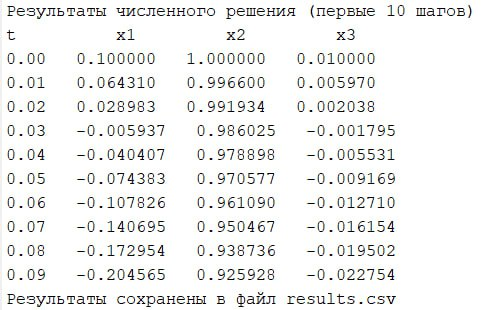 Результаты численного решения (первые 10 шагов)
t x1 x2 x3
0.00 0.100000 1.000000 0.010000
0.01 0.064310 0.996600 0.005970
0.02 0.028983 0.991934 0.002038
0.03 -0.005937 0.986025 -0.001795
0.04 -0.040407 0.978898 -0.005531
0.05 -0.074383 0.970577 -0.009169
0.06 -0.107826 0.961090 -0.012710
0.07 -0.140695 0.950467 -0.016154
0.08 -0.172954 0.938736 -0.019502
0.09 -0.204565 0.925928 -0.022754
Результаты сохранены в файл results.csv